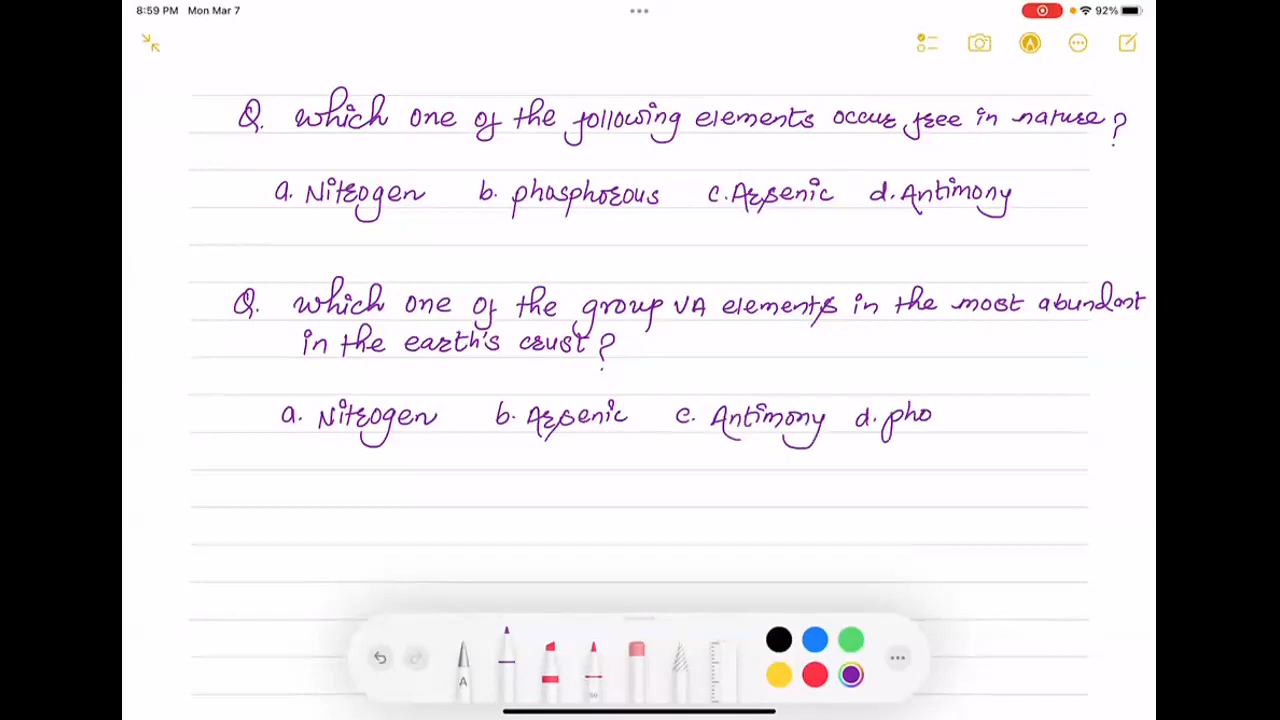 8:59 PM Mon Mar 7
92%
Q. which one of the following elements occur free in nature?
a. Nitrogen b. phosphorous c. Arsenic d. Antimony
Q. which one of the group VA elements in the most abundant
in the earth's crust?
a. Nitrogen b. Arsenic c. Antimony d. pho
A
50